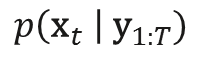 p(x_t | y_{1:T})